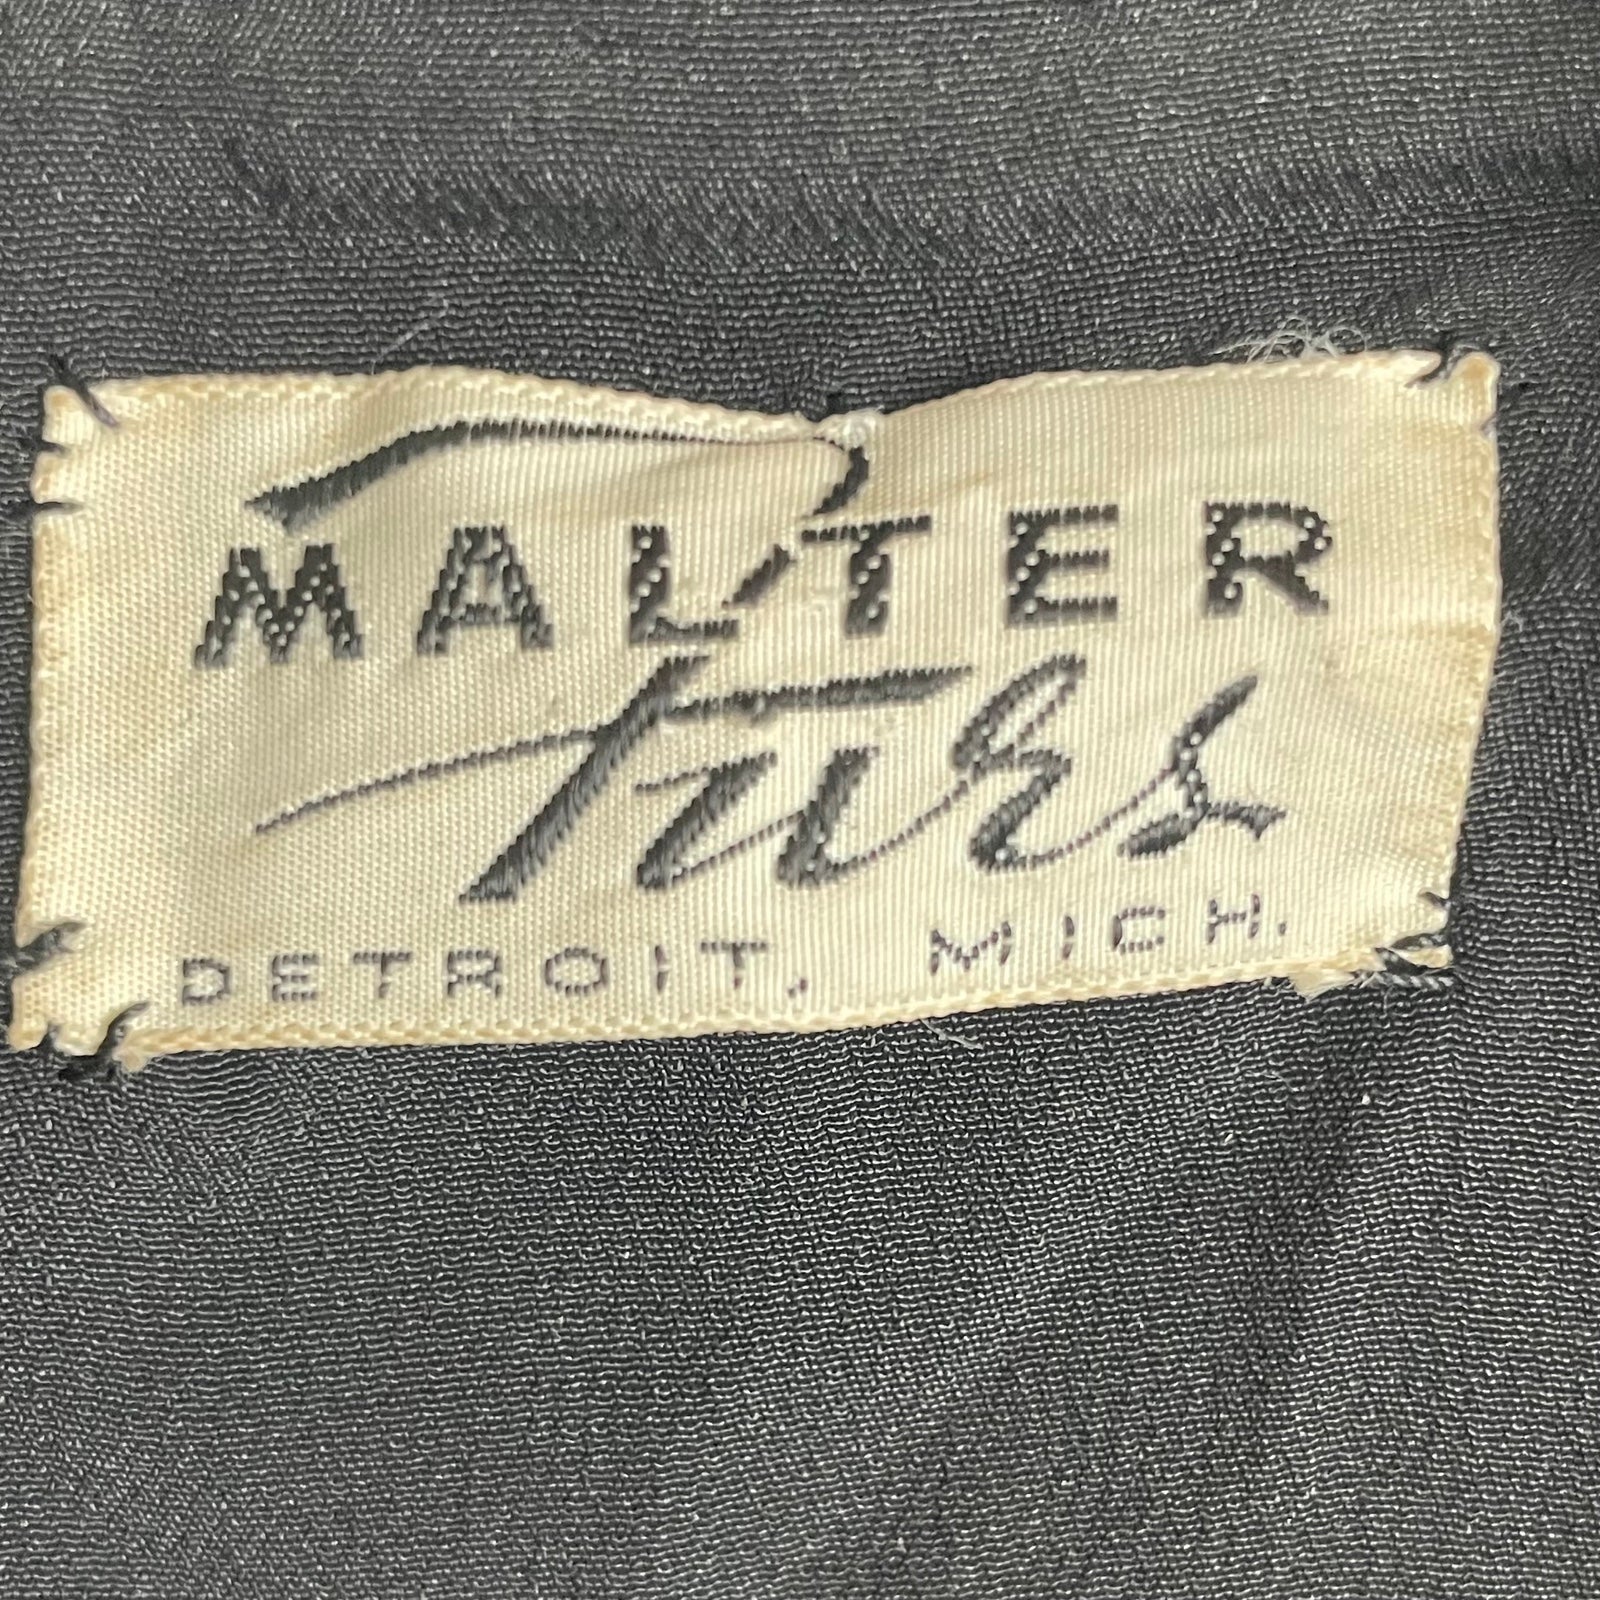 MALTER
Furs
DETROIT, MICH.